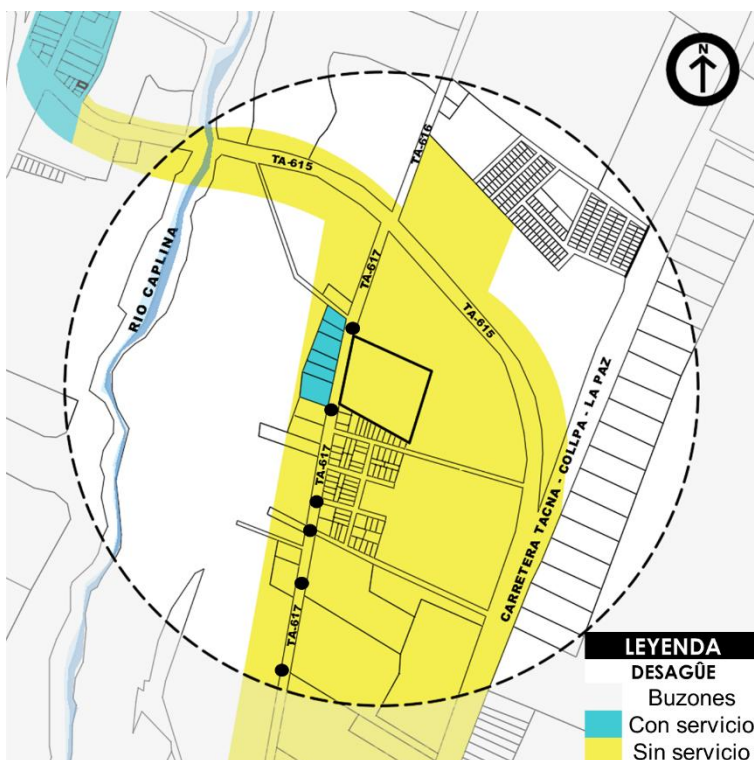 N
TA-616
TA-615
RIO CAPLINA
TA-617
TA-615
TA-617
CARRETERA TACNA - COLLPA - LA PAZ
TA-617
LEYENDA
DESAGÛE
Buzones
Con servicio
Sin servicio